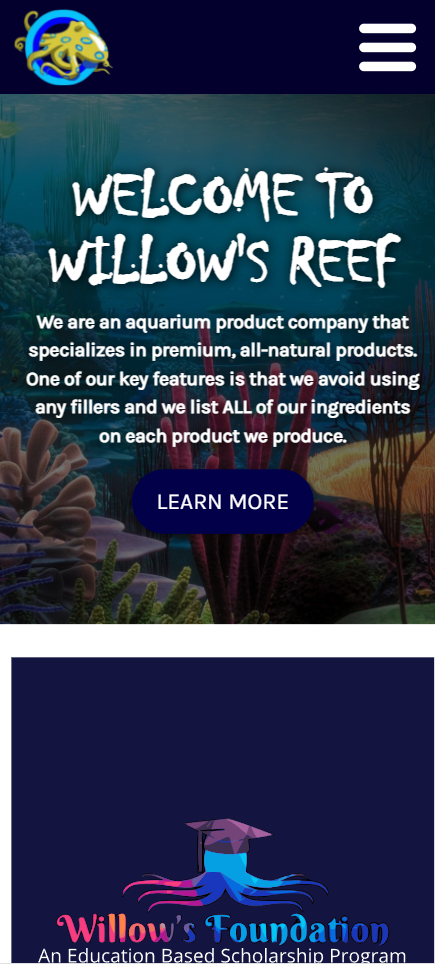 WELCOME TO
WILLOW'S REEF
We are an aquarium product company that
specializes in premium, all-natural products.
One of our key features is that we avoid using
any fillers and we list ALL of our ingredients
on each product we produce.
LEARN MORE
Willow's Foundation
An Education Based Scholarship Program